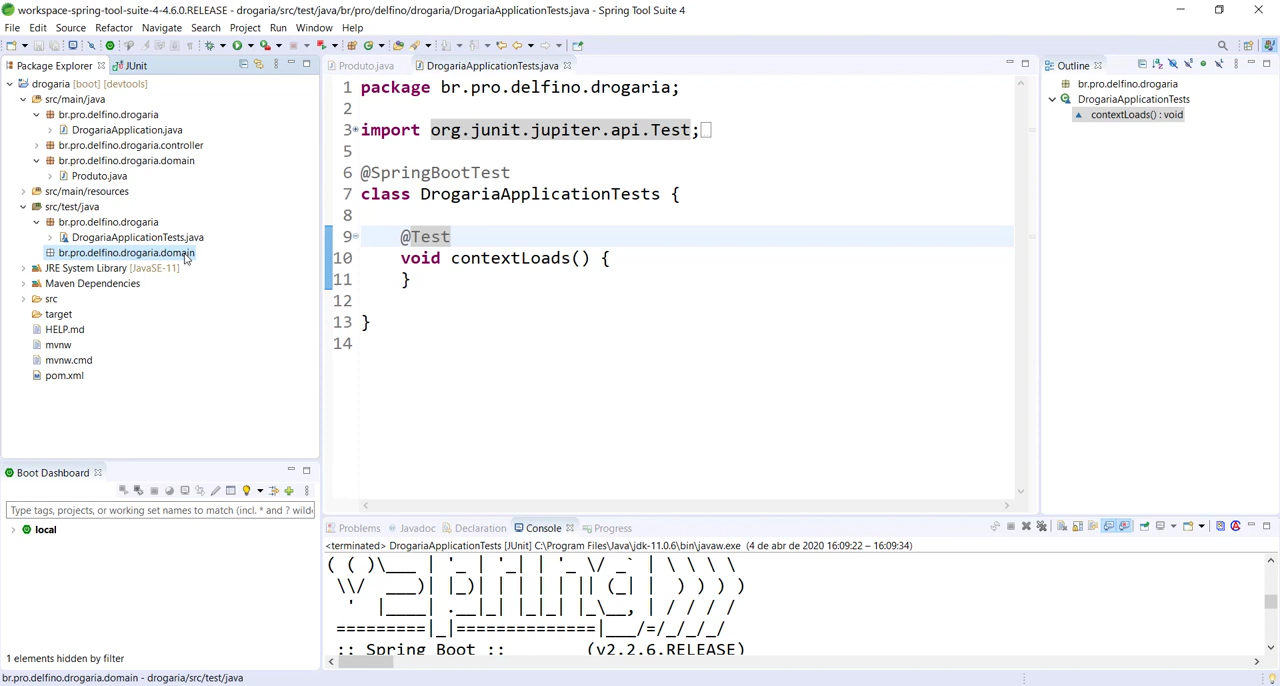 workspace-spring-tool-suite-4-4.6.0.RELEASE - drogaria/src/test/java/br/pro/delfino/drogaria/DrogariaApplicationTests.java - Spring Tool Suite 4
File Edit Source Refactor Navigate Search Project Run Window Help
Package Explorer JUnit
drogaria [boot] [devtools]
src/main/java
br.pro.delfino.drogaria
DrogariaApplication.java
br.pro.delfino.drogaria.controller
br.pro.delfino.drogaria.domain
Produto.java
src/main/resources
src/test/java
br.pro.delfino.drogaria
DrogariaApplicationTests.java
br.pro.delfino.drogaria.domain
JRE System Library [JavaSE-11]
Maven Dependencies
src
target
HELP.md
mvnw
mvnw.cmd
pom.xml
Boot Dashboard
Type tags, projects, or working set names to match (incl. * and ? wild
local
1 elements hidden by filter
Produto.java DrogariaApplicationTests.java
1 package br.pro.delfino.drogaria;
2
3 import org.junit.jupiter.api.Test;
5
6 @SpringBootTest
7 class DrogariaApplicationTests {
8
9 @Test
10 void contextLoads() {
11 }
12
13 }
14
Outline
br.pro.delfino.drogaria
DrogariaApplicationTests
contextLoads() : void
Problems Javadoc Declaration Console Progress
<terminated> DrogariaApplicationTests [JUnit] C:\Program Files\Java\jdk-11.0.6\bin\javaw.exe (4 de abr de 2020 16:09:22 – 16:09:34)
( ( )\___ | '_ | '_| | '_ \/ _` | \ \ \ \
\\/ ___)| |_)| | | | | || (_| | ) ) ) )
' |____| .__|_| |_|_| |_\__, | / / / /
=========|_|==============|___/=/_/_/_/
:: Spring Boot :: (v2.2.6.RELEASE)
br.pro.delfino.drogaria.domain - drogaria/src/test/java